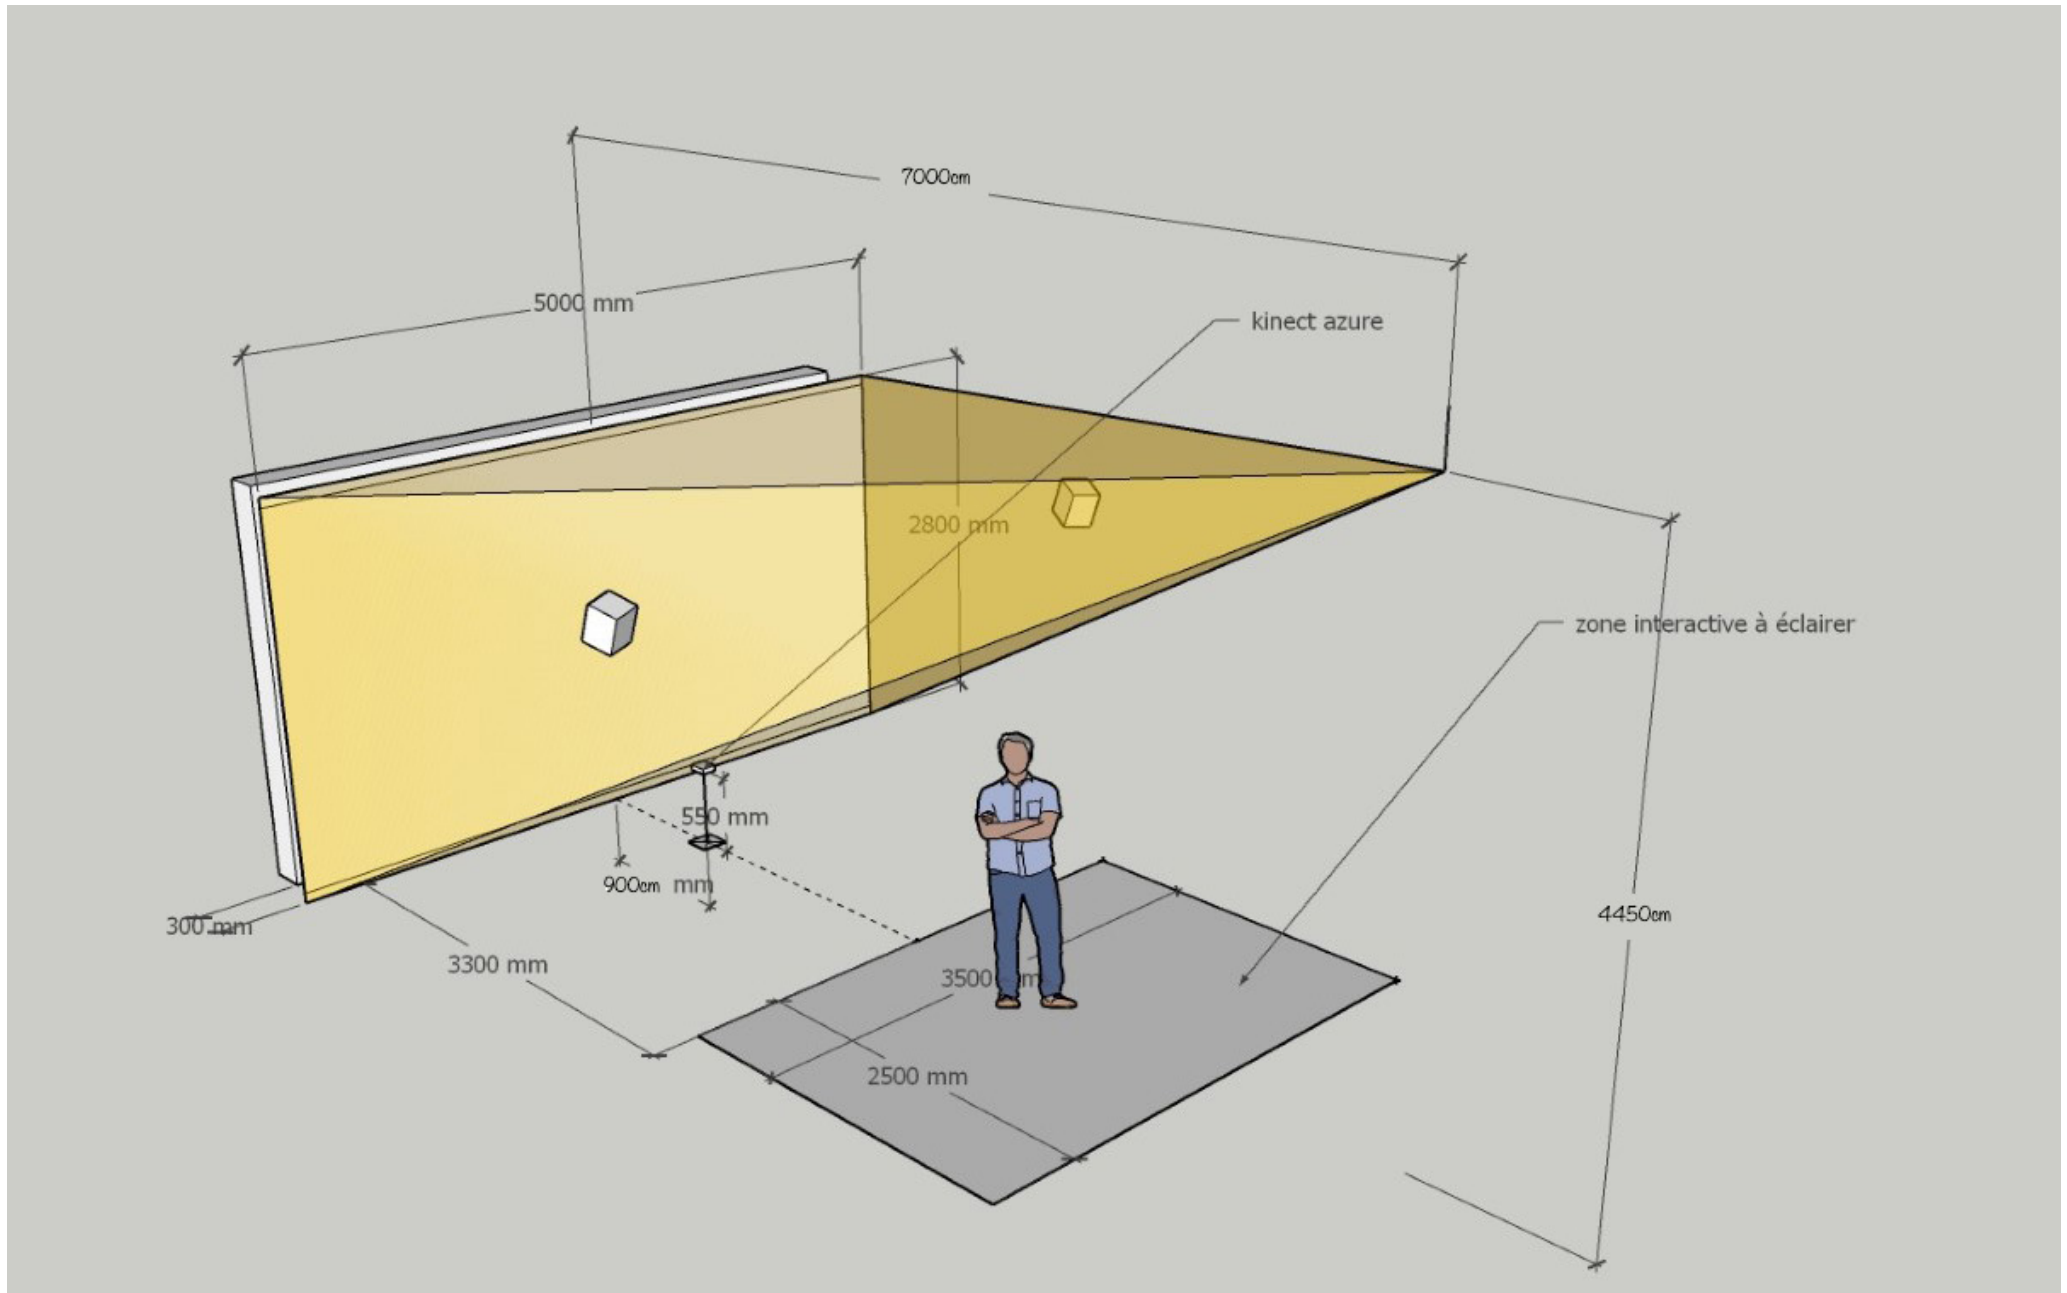 7000cm
5000 mm
kinect azure
2800 mm
zone interactive à éclairer
550 mm
900cm mm
4450cm
300 mm
3300 mm
3500 mm
2500 mm